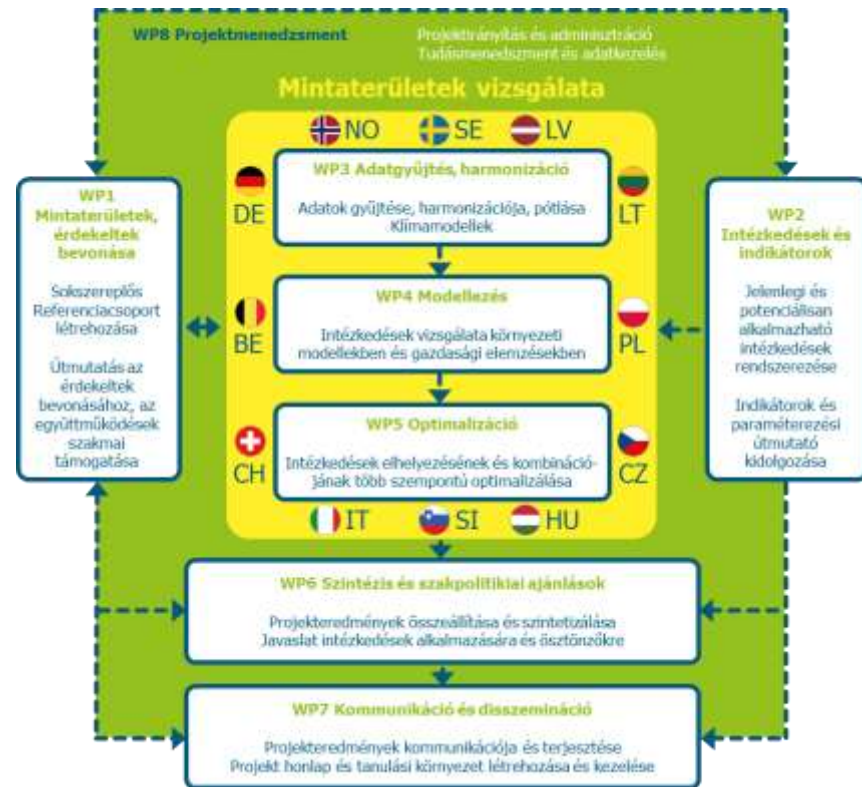 WP8 Projektmenedzsment
Projektirányítás és adminisztráció
Tudásmenedzsment és adatkezelés
Mintaterületek vizsgálata
NO
SE
LV
DE
LT
BE
PL
CH
CZ
IT
SI
HU
WP1
Mintaterületek,
érdekeltek
bevonása
Sokszereplős
Referenciacsoport
létrehozása
Útmutatás az
érdekeltek
bevonásához, az
együttműködések
szakmai
támogatása
WP3 Adatgyűjtés, harmonizáció
Adatok gyűjtése, harmonizációja, pótlása
Klímamodellek
WP4 Modellezés
Intézkedések vizsgálata környezeti
modellekben és gazdasági elemzésekben
WP5 Optimalizáció
Intézkedések elhelyezésének és kombináció-
jának több szempontú optimalizálása
WP2
Intézkedések és
indikátorok
Jelenlegi és
potenciálisan
alkalmazható
intézkedések
rendszerezése
Indikátorok és
paraméterezési
útmutató
kidolgozása
WP6 Szintézis és szakpolitikai ajánlások
Projekteredmények összeállítása és szintetizálása
Javaslat intézkedések alkalmazására és ösztönzőkre
WP7 Kommunikáció és disszemináció
Projekteredmények kommunikációja és terjesztése
Projekt honlap és tanulási környezet létrehozása és kezelése